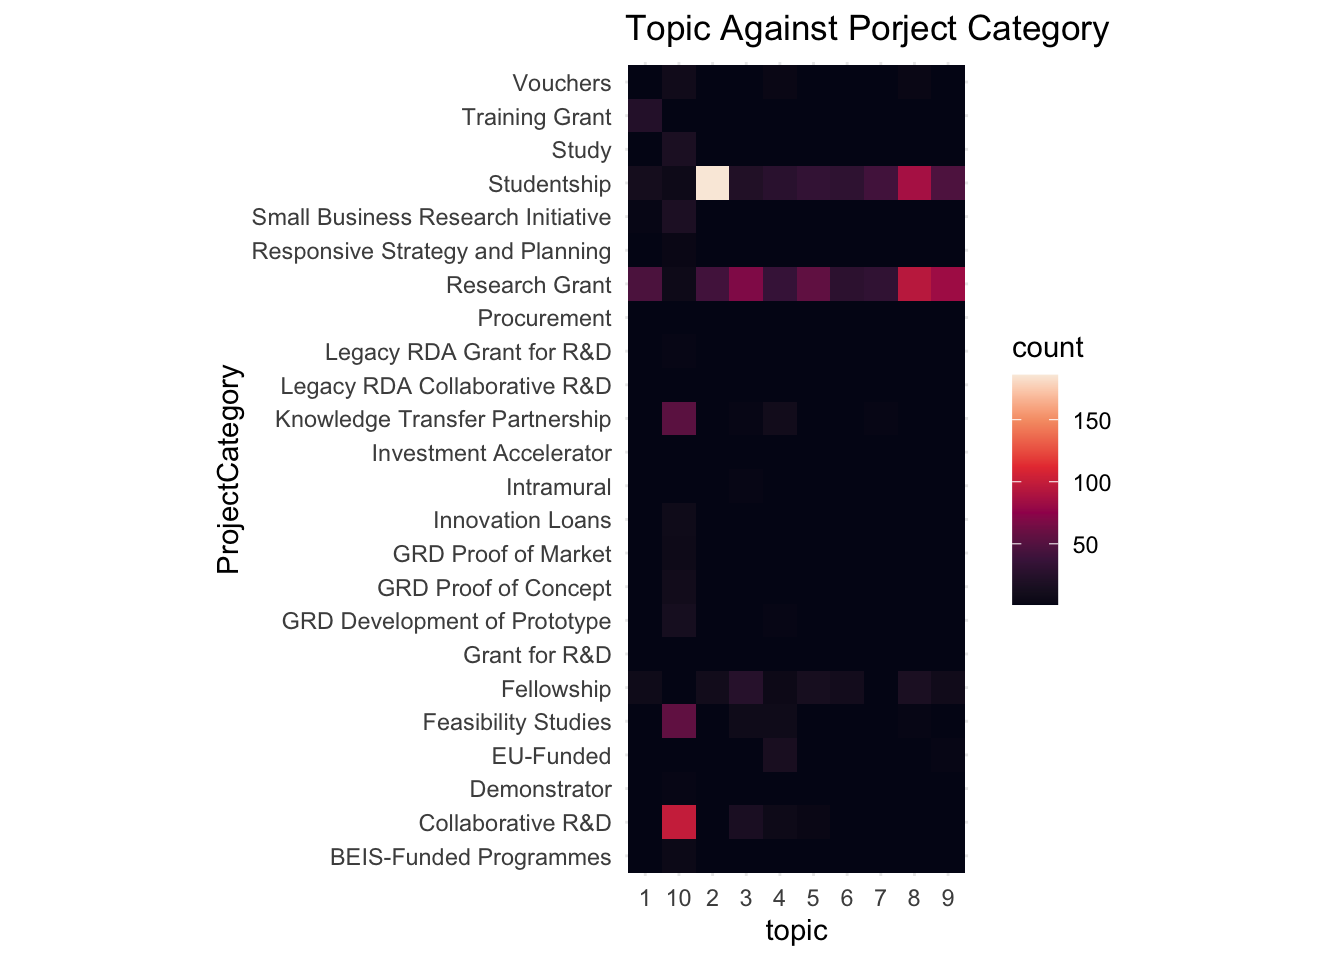 Topic Against Porject Category
Vouchers
Training Grant
Study
Studentship
Small Business Research Initiative
Responsive Strategy and Planning
Research Grant
Procurement
Legacy RDA Grant for R&D
Legacy RDA Collaborative R&D
Knowledge Transfer Partnership
Investment Accelerator
Intramural
Innovation Loans
GRD Proof of Market
GRD Proof of Concept
GRD Development of Prototype
Grant for R&D
Fellowship
Feasibility Studies
EU-Funded
Demonstrator
Collaborative R&D
BEIS-Funded Programmes
ProjectCategory
1 10 2 3 4 5 6 7 8 9
topic
count
150
100
50